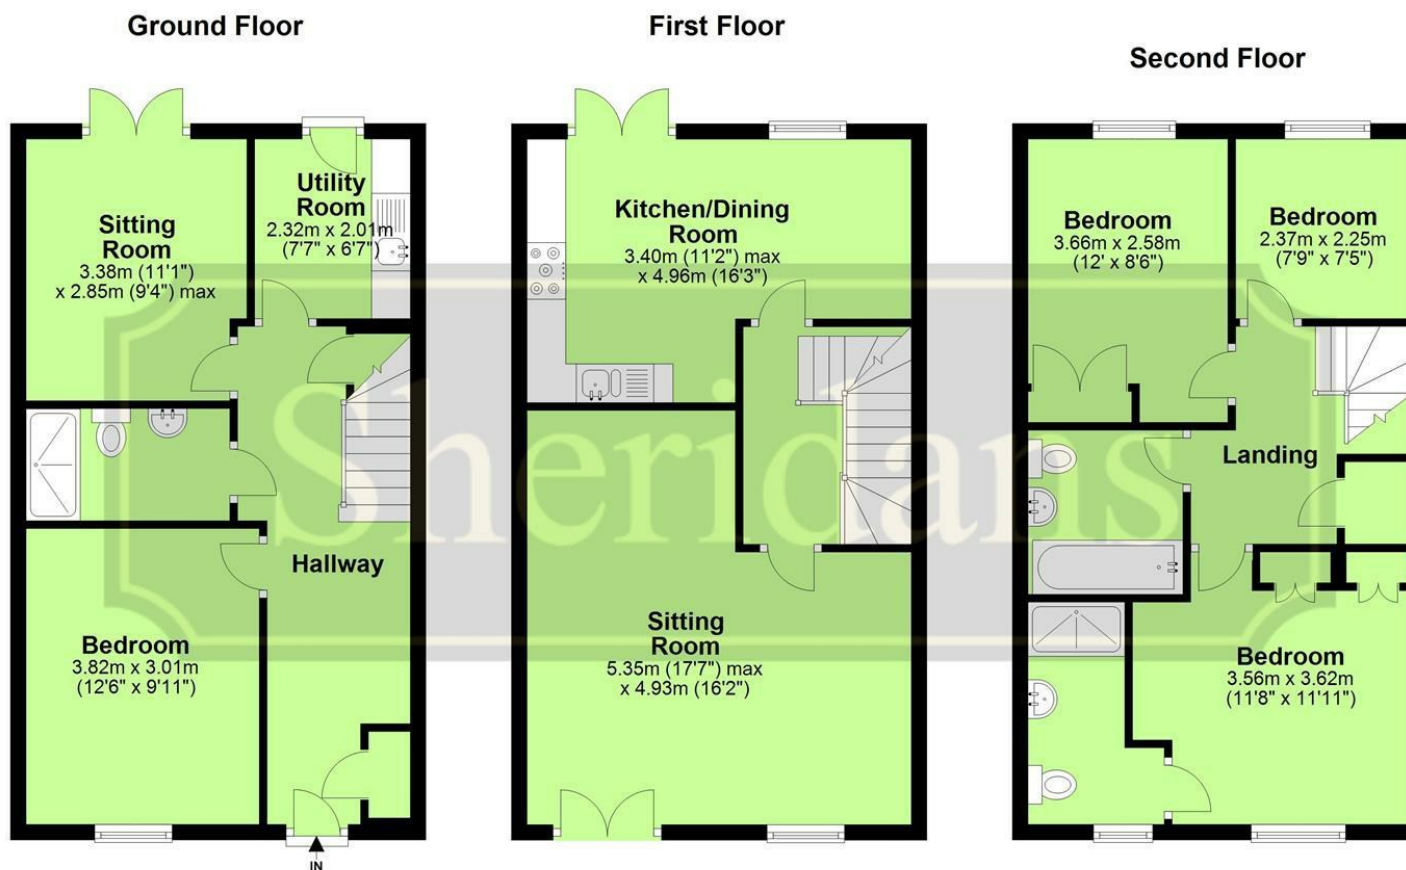 Ground Floor
Sitting
Room
3.38m (11'1")
x 2.85m (9'4") max
Utility
Room
2.32m x 2.01m
(7'7" x 6'7")
Hallway
Bedroom
3.82m x 3.01m
(12'6" x 9'11")
IN
First Floor
Kitchen/Dining
Room
3.40m (11'2") max
x 4.96m (16'3")
Sitting
Room
5.35m (17'7") max
x 4.93m (16'2")
Second Floor
Bedroom
3.66m x 2.58m
(12' x 8'6")
Bedroom
2.37m x 2.25m
(7'9" x 7'5")
Landing
Bedroom
3.56m x 3.62m
(11'8" x 11'11")
Sheridans